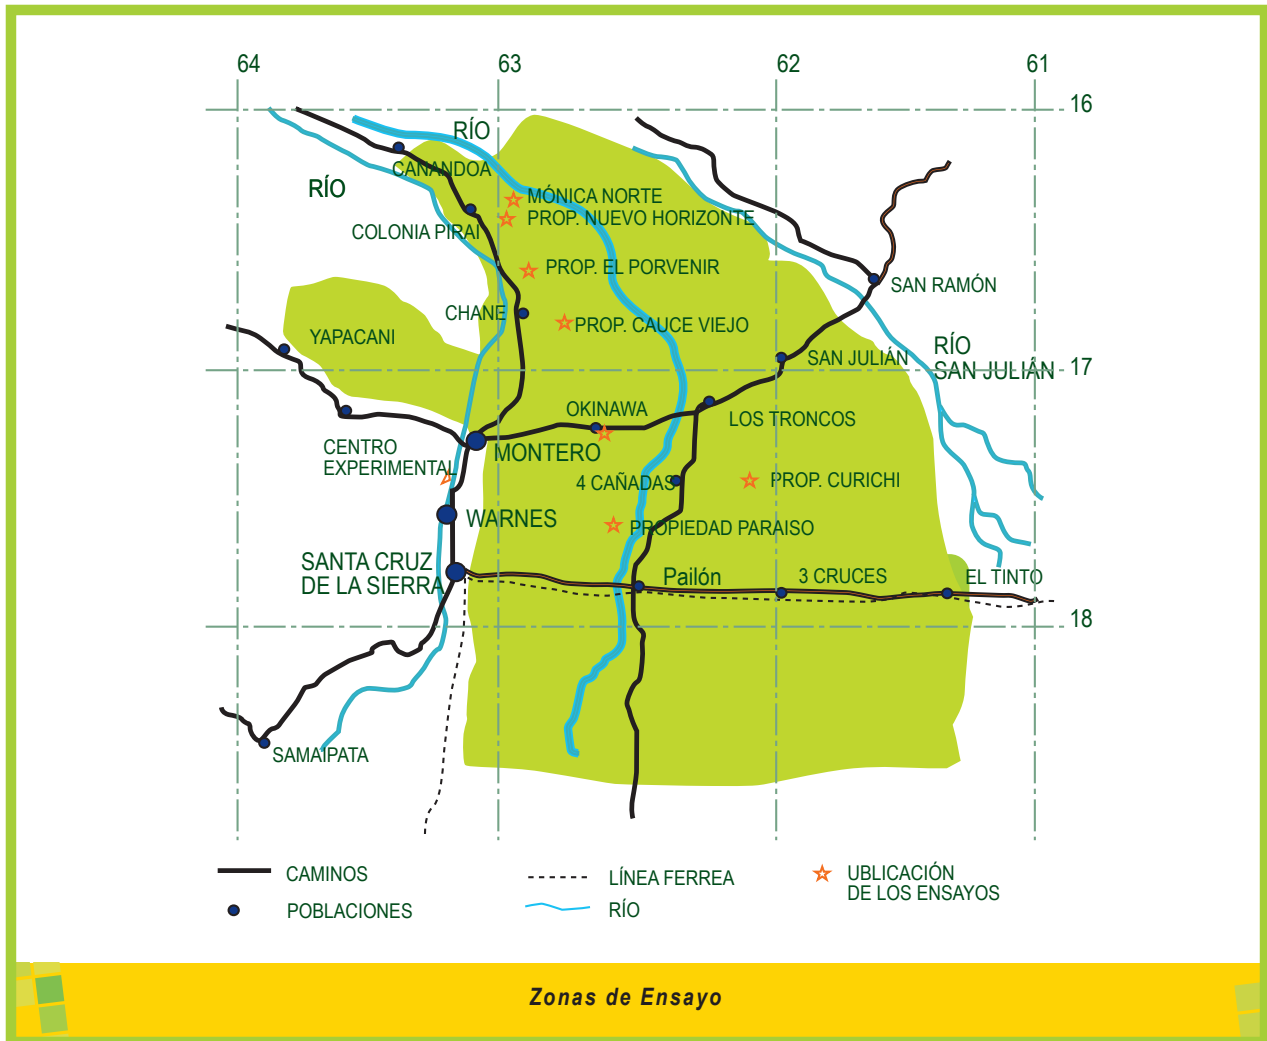 64
63
62
61
16
RÍO
CAÑANDOA
RÍO
MÓNICA NORTE
PROP. NUEVO HORIZONTE
COLONIA PIRAÍ
PROP. EL PORVENIR
SAN RAMÓN
CHANE
PROP. CAUCE VIEJO
YAPACANI
RÍO
SAN JULIÁN
SAN JULIÁN
17
OKINAWA
LOS TRONCOS
CENTRO
EXPERIMENTAL
MONTERO
4 CAÑADAS
PROP. CURICHI
WARNES
PROPIEDAD PARAISO
SANTA CRUZ
DE LA SIERRA
Pailón
3 CRUCES
EL TINTO
18
SAMAIPATA
CAMINOS
LÍNEA FERREA
UBLICACIÓN
DE LOS ENSAYOS
POBLACIONES
RÍO
Zonas de Ensayo